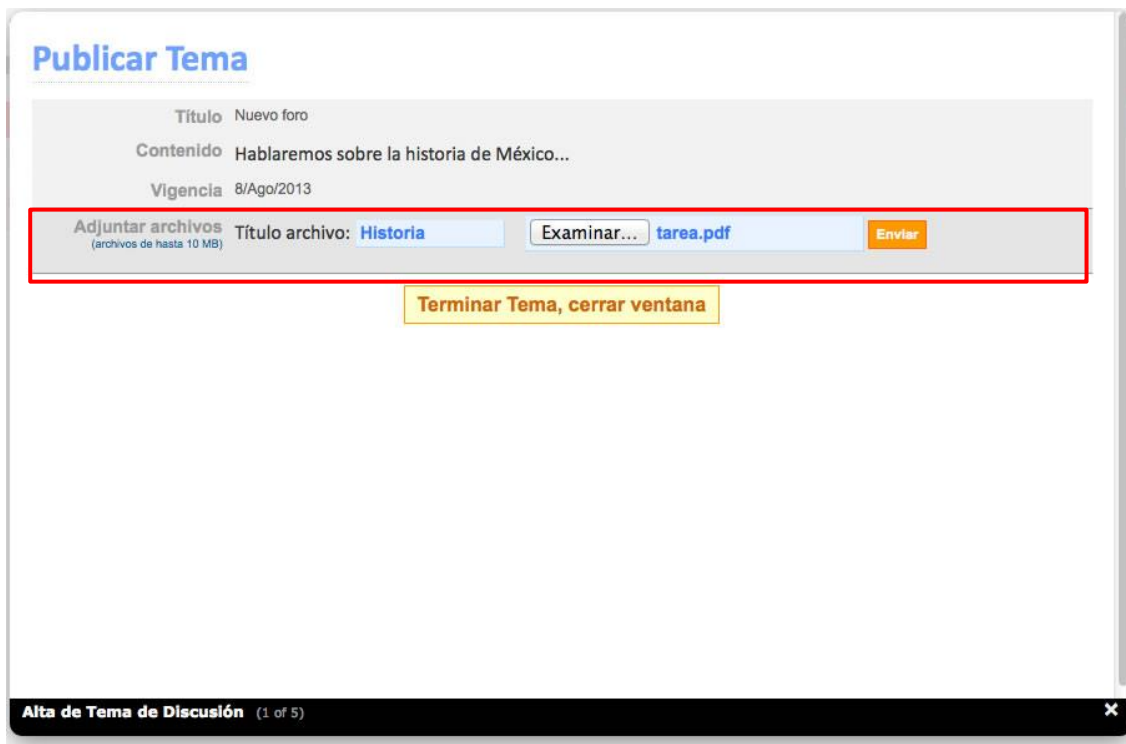 Publicar Tema
Título Nuevo foro
Contenido Hablaremos sobre la historia de México...
Vigencia 8/Ago/2013
Adjuntar archivos Título archivo: Historia Examinar... tarea.pdf Enviar
(archivos de hasta 10 MB)
Terminar Tema, cerrar ventana
Alta de Tema de Discusión (1 of 5) ×